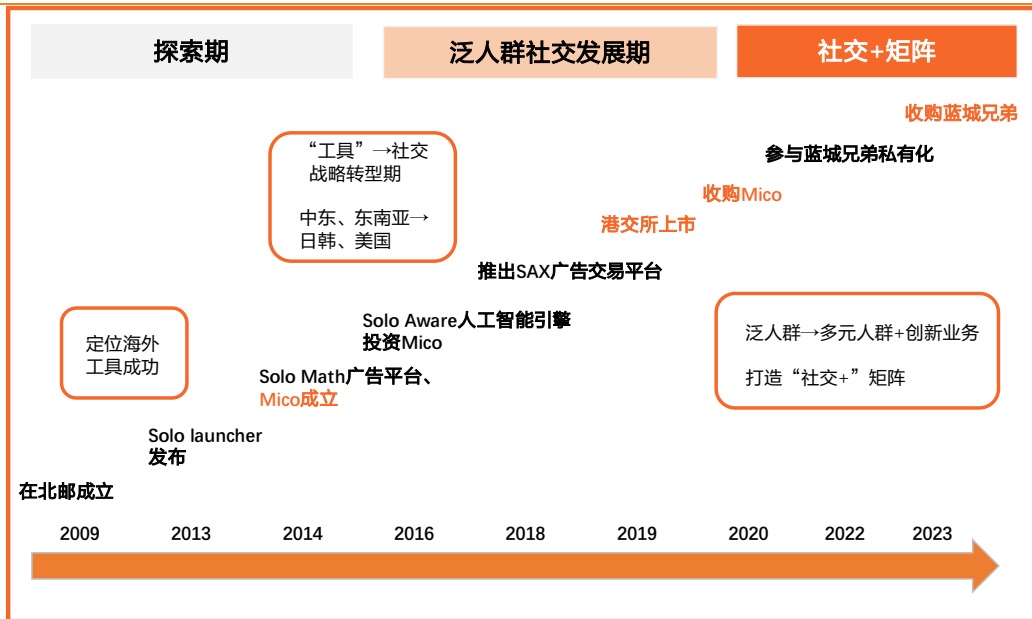 探索期
泛人群社交发展期
社交+矩阵
收购蓝城兄弟
参与蓝城兄弟私有化
收购Mico
港交所上市
推出SAX广告交易平台
“工具”→社交
战略转型期
中东、东南亚→
日韩、美国
Solo Aware人工智能引擎
投资Mico
Solo Math广告平台、
Mico成立
定位海外
工具成功
Solo launcher
发布
在北邮成立
泛人群→多元人群+创新业务
打造“社交+”矩阵
2009
2013
2014
2016
2018
2019
2020
2022
2023